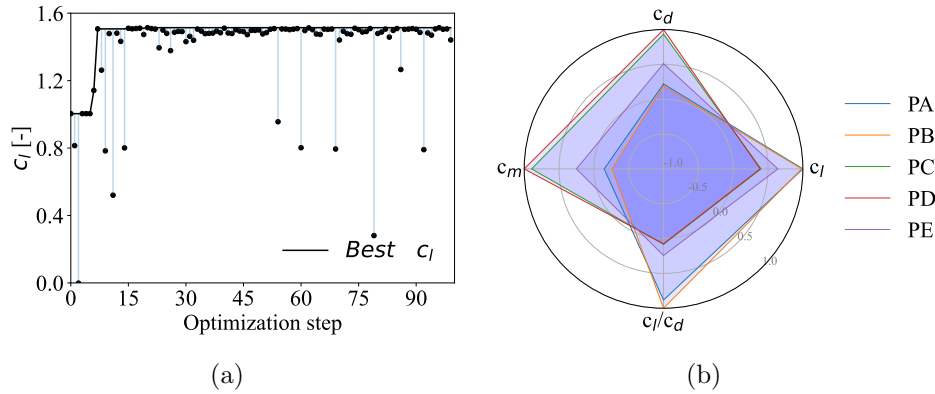 1.6
1.2
0.8
0.4
0.0
c_l [-]
0 15 30 45 60 75 90
Optimization step
Best c_l
(a)
c_d
c_m
c_l
c_l/c_d
-1.0
-0.5
0.0
0.5
1.0
(b)
PA
PB
PC
PD
PE